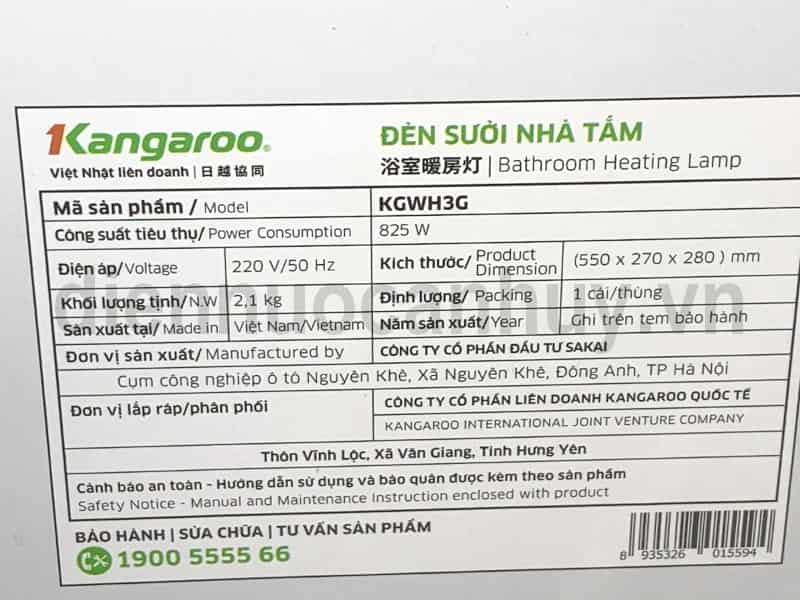 1Kangaroo®
Việt Nhật liên doanh | 日越協同
ĐÈN SƯỞI NHÀ TẮM
浴室暖房灯 | Bathroom Heating Lamp
Mã sản phẩm / Model KGWH3G
Công suất tiêu thụ/ Power Consumption 825 W
Điện áp/Voltage 220 V/50 Hz Kích thước/ Product Dimension (550 x 270 x 280 ) mm
Khối lượng tịnh/ N.W 2,1 kg Định lượng/ Packing 1 cái/thùng
Sản xuất tại/ Made in Việt Nam/Vietnam Năm sản xuất/ Year Ghi trên tem bảo hành
Đơn vị sản xuất/ Manufactured by CÔNG TY CỔ PHẦN ĐẦU TƯ SAKAI
Cụm công nghiệp ô tô Nguyên Khê, Xã Nguyên Khê, Đông Anh, TP Hà Nội
Đơn vị lắp ráp/phân phối CÔNG TY CỔ PHẦN LIÊN DOANH KANGAROO QUỐC TẾ
KANGAROO INTERNATIONAL JOINT VENTURE COMPANY
Thôn Vĩnh Lộc, Xã Văn Giang, Tỉnh Hưng Yên
Cảnh báo an toàn - Hướng dẫn sử dụng và bảo quản được kèm theo sản phẩm
Safety Notice - Manual and Maintenance Instruction enclosed with product
BẢO HÀNH | SỬA CHỮA | TƯ VẤN SẢN PHẨM
1900 5555 66
8 935326 015594
diennuocanhuy.vn